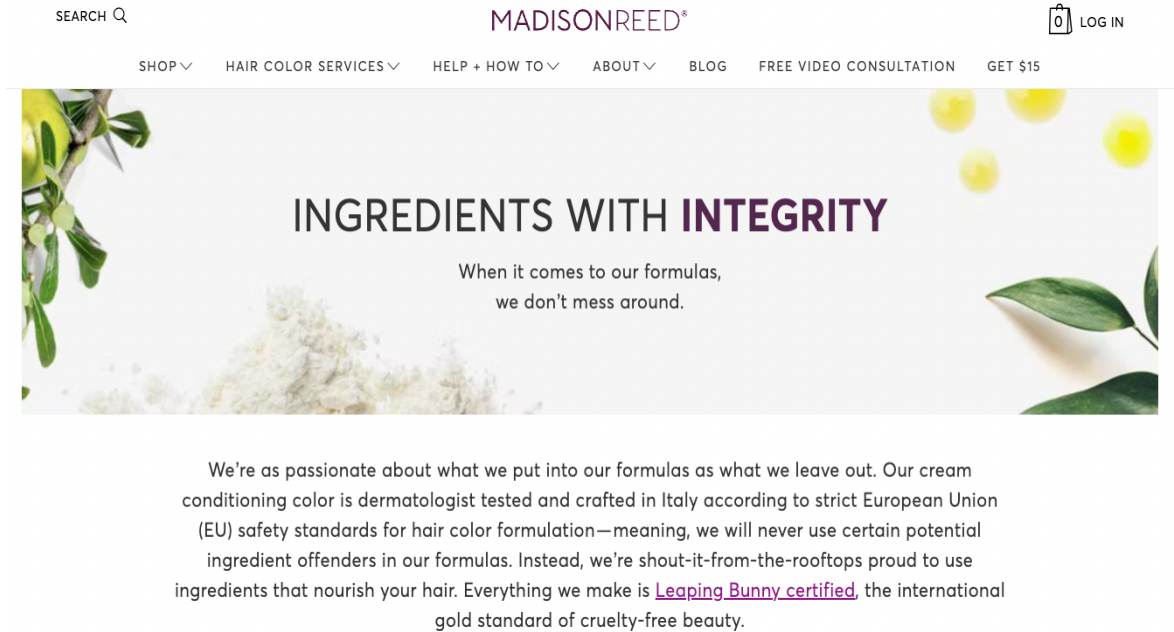 SEARCH
MADISONREED®
0
LOG IN
SHOP HAIR COLOR SERVICES HELP + HOW TO ABOUT BLOG FREE VIDEO CONSULTATION GET $15
INGREDIENTS WITH INTEGRITY
When it comes to our formulas,
we don't mess around.
We're as passionate about what we put into our formulas as what we leave out. Our cream
conditioning color is dermatologist tested and crafted in Italy according to strict European Union
(EU) safety standards for hair color formulation—meaning, we will never use certain potential
ingredient offenders in our formulas. Instead, we're shout-it-from-the-rooftops proud to use
ingredients that nourish your hair. Everything we make is Leaping Bunny certified, the international
gold standard of cruelty-free beauty.